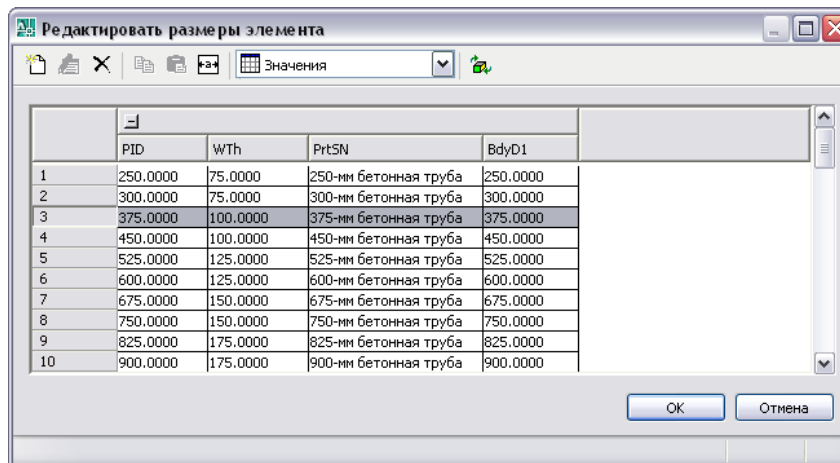 Редактировать размеры элемента
Значения
PID WTh PrtSN BdyD1
1 250.0000 75.0000 250-мм бетонная труба 250.0000
2 300.0000 75.0000 300-мм бетонная труба 300.0000
3 375.0000 100.0000 375-мм бетонная труба 375.0000
4 450.0000 100.0000 450-мм бетонная труба 450.0000
5 525.0000 125.0000 525-мм бетонная труба 525.0000
6 600.0000 125.0000 600-мм бетонная труба 600.0000
7 675.0000 150.0000 675-мм бетонная труба 675.0000
8 750.0000 150.0000 750-мм бетонная труба 750.0000
9 825.0000 175.0000 825-мм бетонная труба 825.0000
10 900.0000 175.0000 900-мм бетонная труба 900.0000
OK Отмена